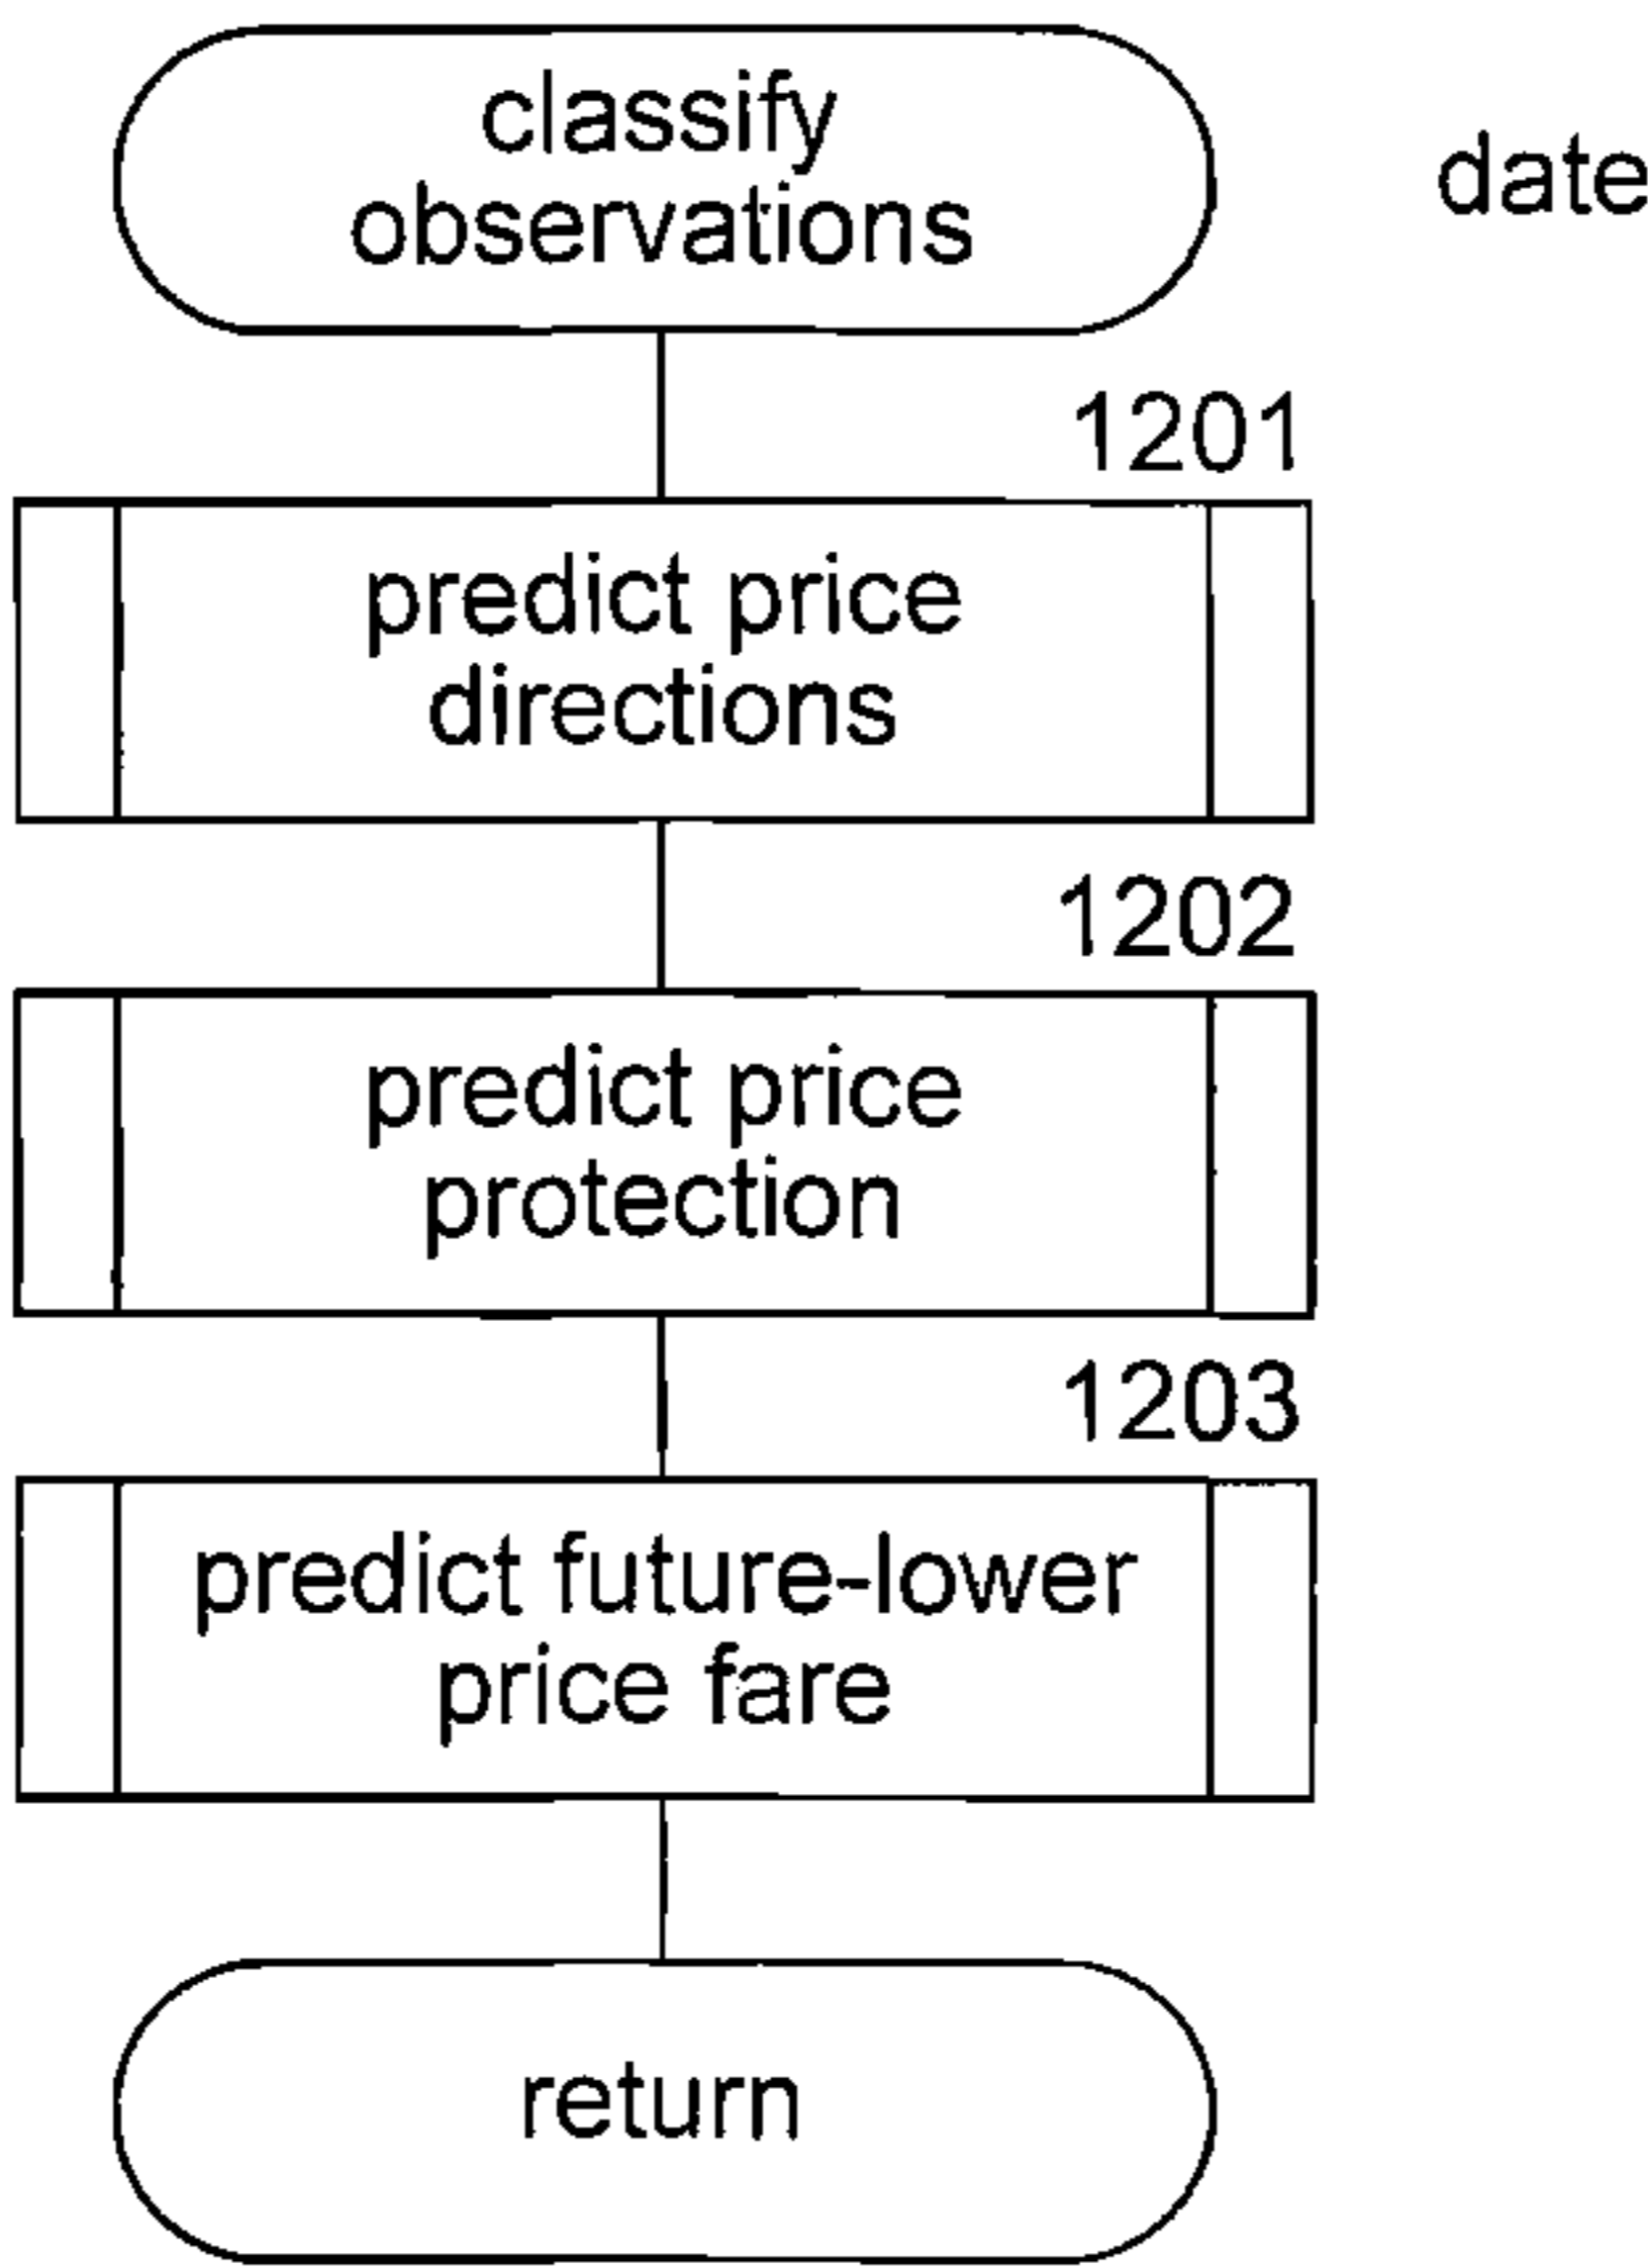 classify
observations
date
1201
predict price
directions
1202
predict price
protection
1203
predict future-lower
price fare
return